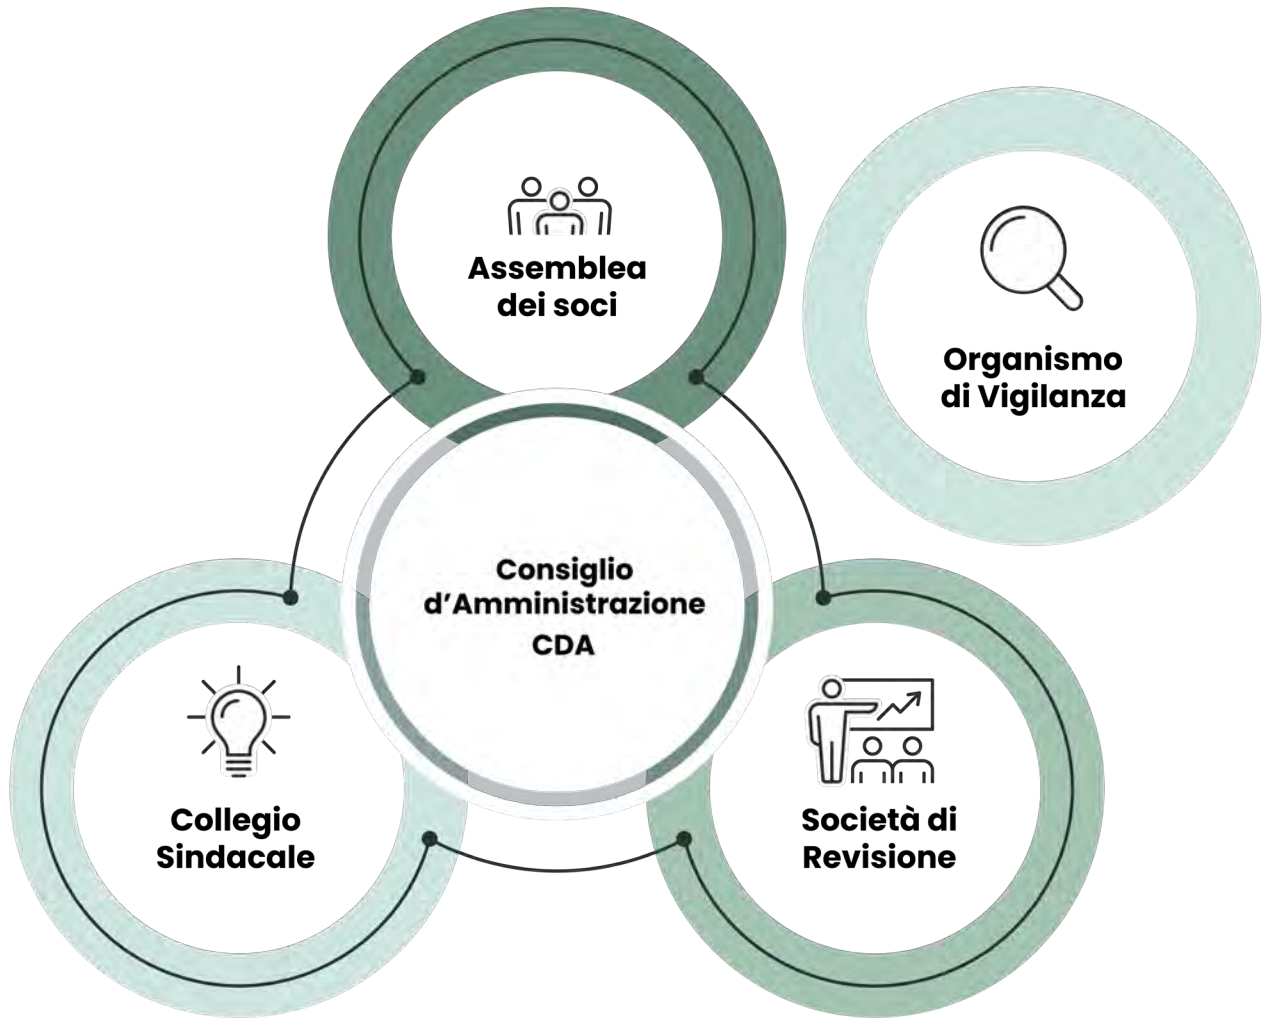 Assemblea
dei soci
Organismo
di Vigilanza
Consiglio
d’Amministrazione
CDA
Collegio
Sindacale
Società di
Revisione